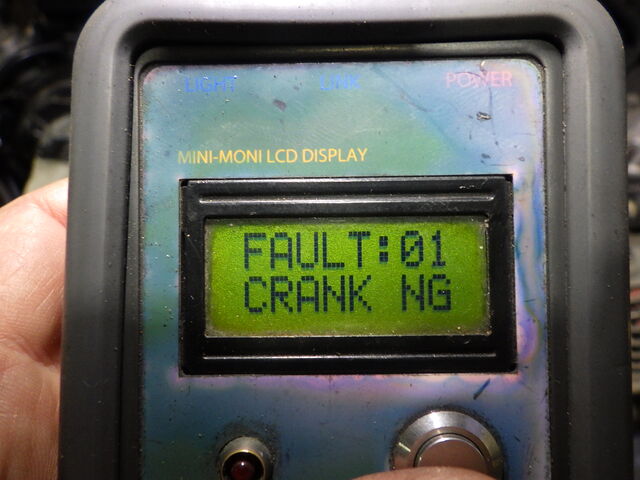 LIGHT LINK POWER
MINI-MONI LCD DISPLAY
FAULT:01
CRANK NG